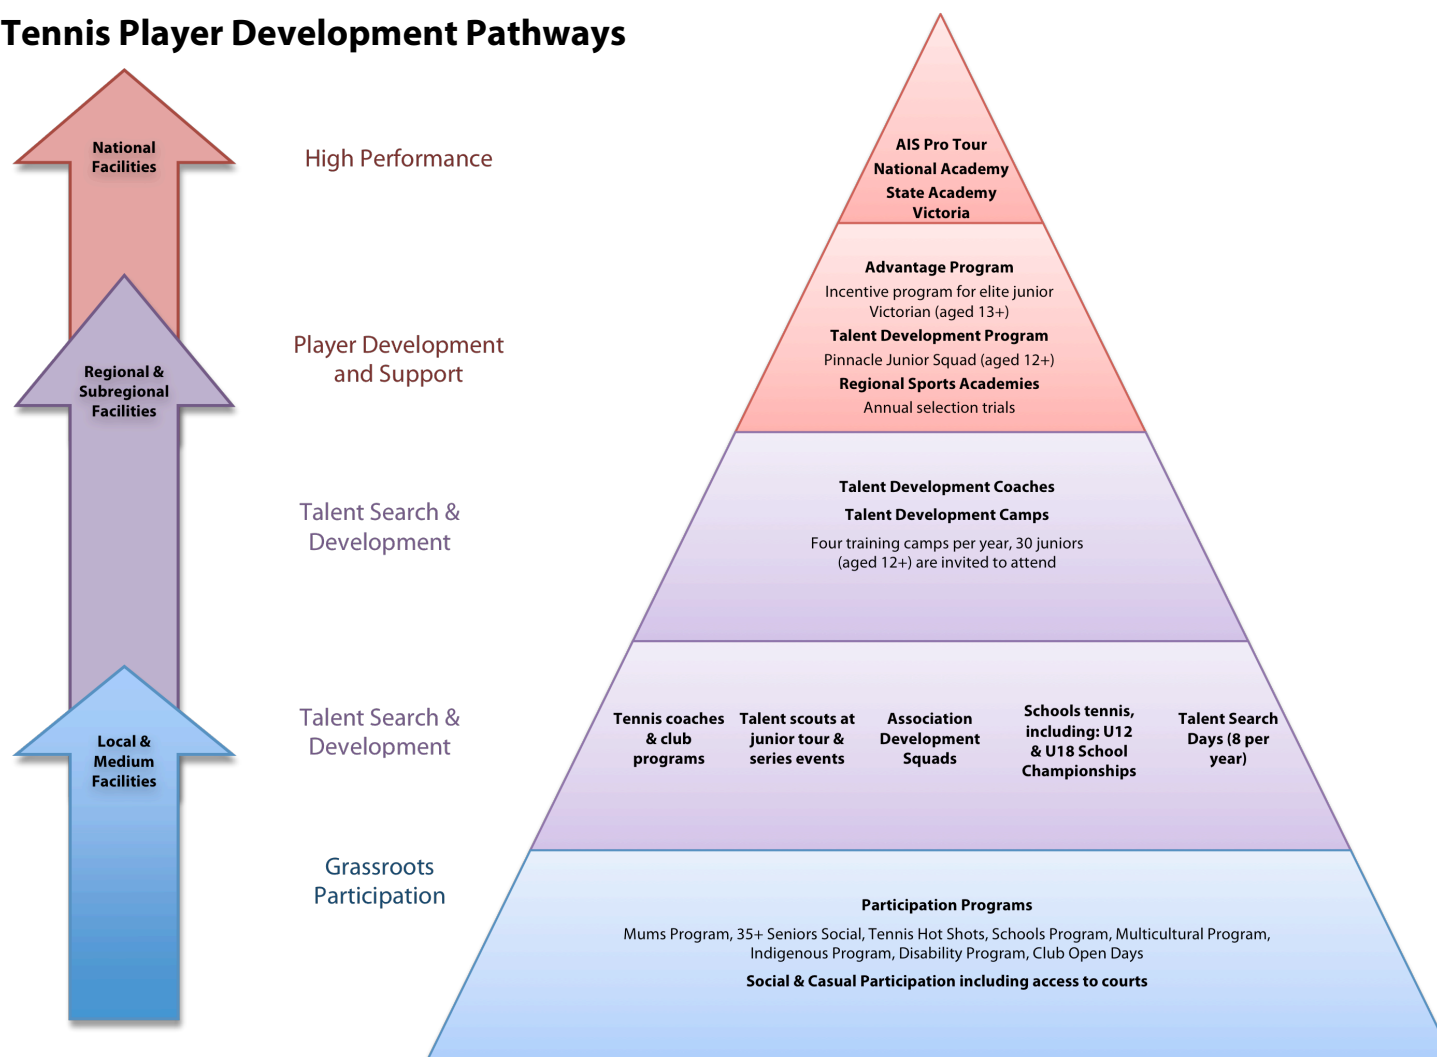 Tennis Player Development Pathways
National
Facilities
High Performance
AIS Pro Tour
National Academy
State Academy
Victoria
Regional &
Subregional
Facilities
Player Development
and Support
Advantage Program
Incentive program for elite junior
Victorian (aged 13+)
Talent Development Program
Pinnacle Junior Squad (aged 12+)
Regional Sports Academies
Annual selection trials
Talent Search &
Development
Talent Development Coaches
Talent Development Camps
Four training camps per year, 30 juniors
(aged 12+) are invited to attend
Local &
Medium
Facilities
Talent Search &
Development
Tennis coaches
& club
programs
Talent scouts at
junior tour &
series events
Association
Development
Squads
Schools tennis,
including: U12
& U18 School
Championships
Talent Search
Days (8 per
year)
Grassroots
Participation
Participation Programs
Mums Program, 35+ Seniors Social, Tennis Hot Shots, Schools Program, Multicultural Program,
Indigenous Program, Disability Program, Club Open Days
Social & Casual Participation including access to courts